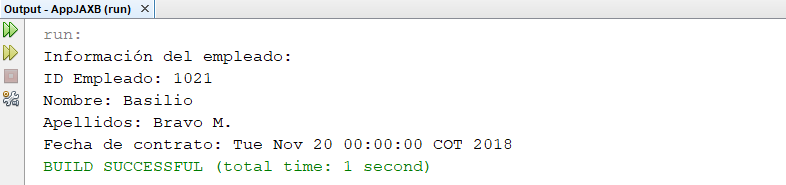 Output - AppJAXB (run)
run:
Información del empleado:
ID Empleado: 1021
Nombre: Basilio
Apellidos: Bravo M.
Fecha de contrato: Tue Nov 20 00:00:00 COT 2018
BUILD SUCCESSFUL (total time: 1 second)